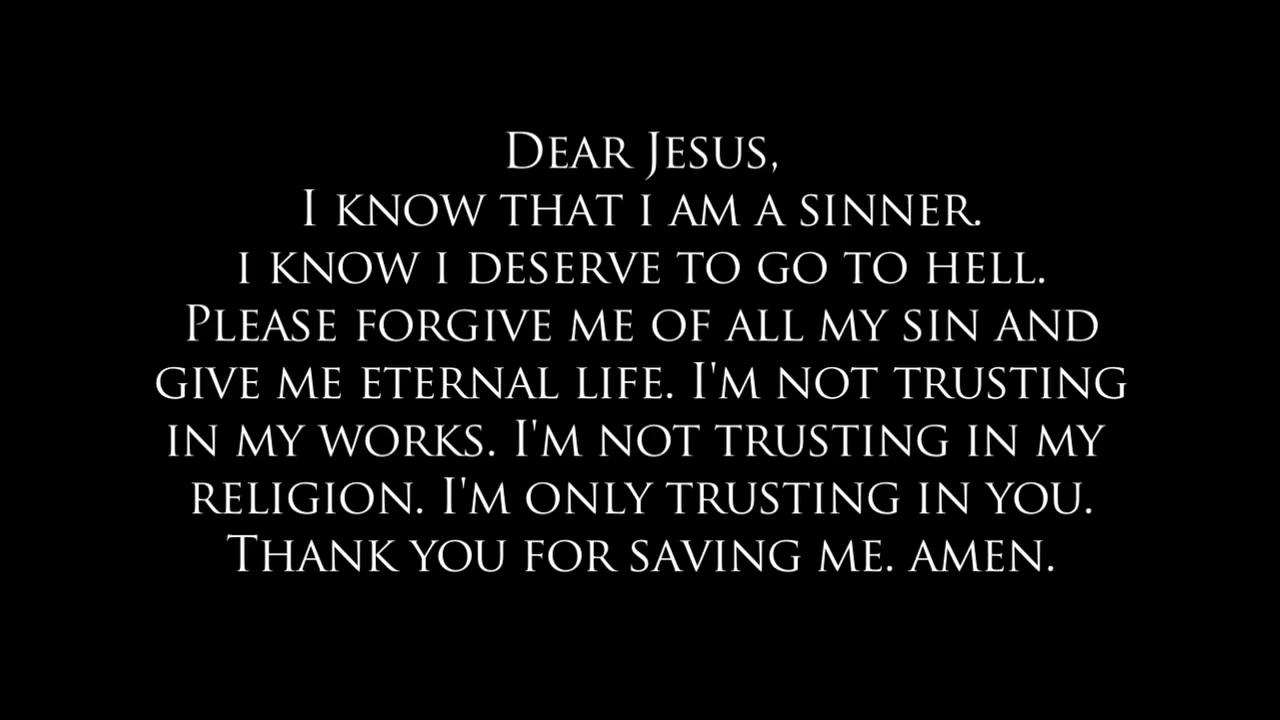 Dear Jesus,
I know that i am a sinner.
i know i deserve to go to hell.
Please forgive me of all my sin and
give me eternal life. I'm not trusting
in my works. I'm not trusting in my
religion. I'm only trusting in you.
Thank you for saving me. amen.